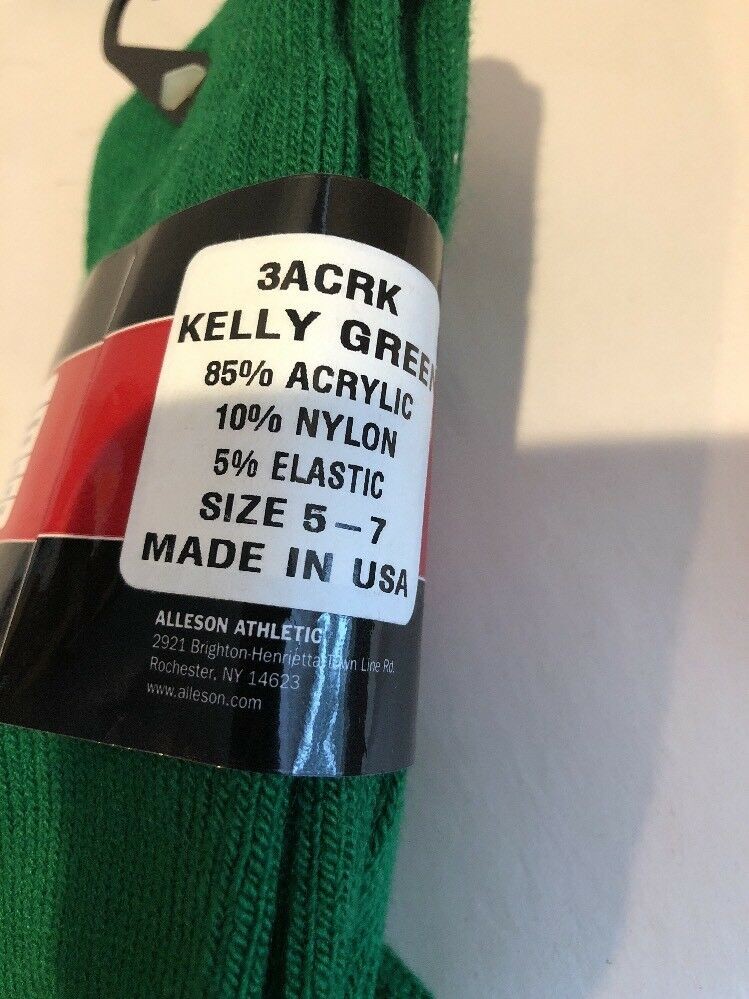 3ACRK
KELLY GREEN
85% ACRYLIC
10% NYLON
5% ELASTIC
SIZE 5-7
MADE IN USA
ALLESON ATHLETIC
2921 Brighton-Henrietta Town Line Rd.
Rochester, NY 14623
www.alleson.com